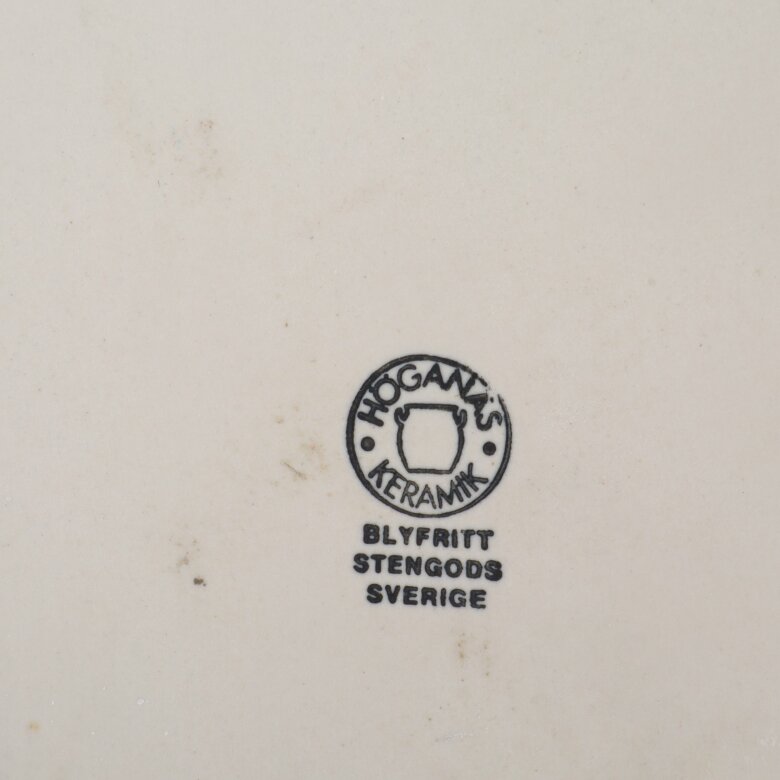 HÖGANÄS
KERAMIK
BLYFRITT
STENGODS
SVERIGE